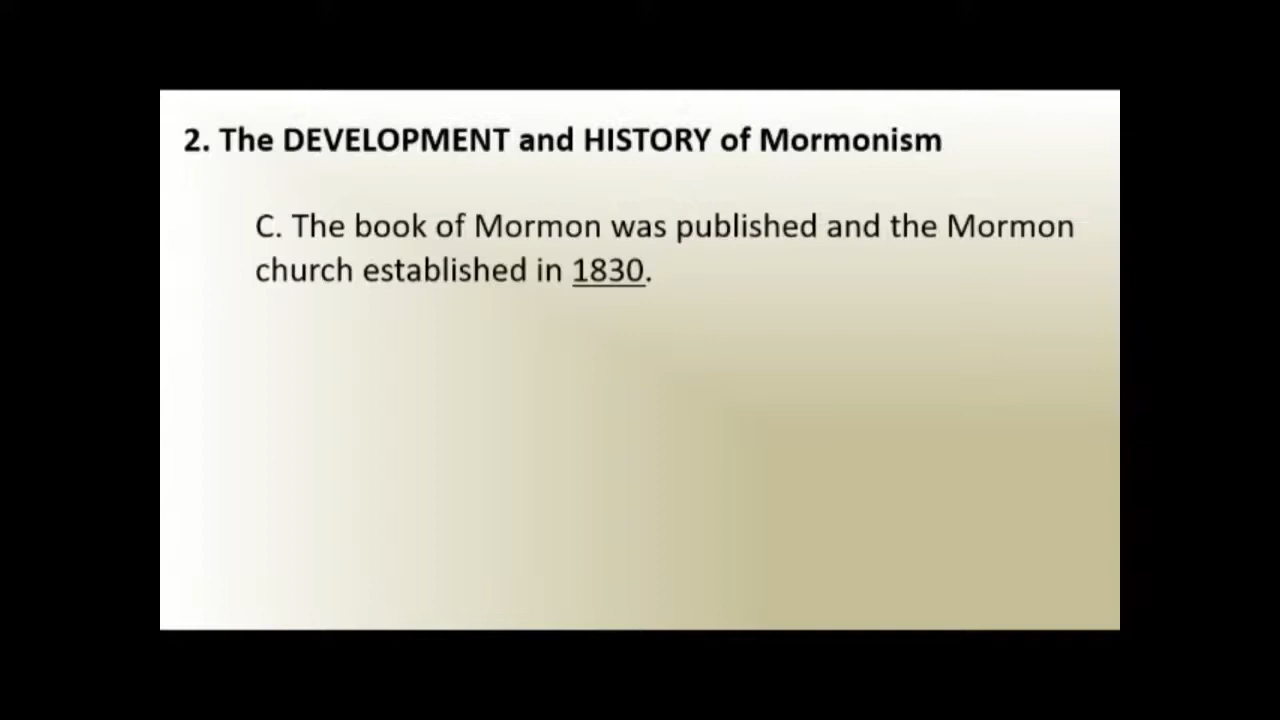 2. The DEVELOPMENT and HISTORY of Mormonism
C. The book of Mormon was published and the Mormon
church established in 1830.